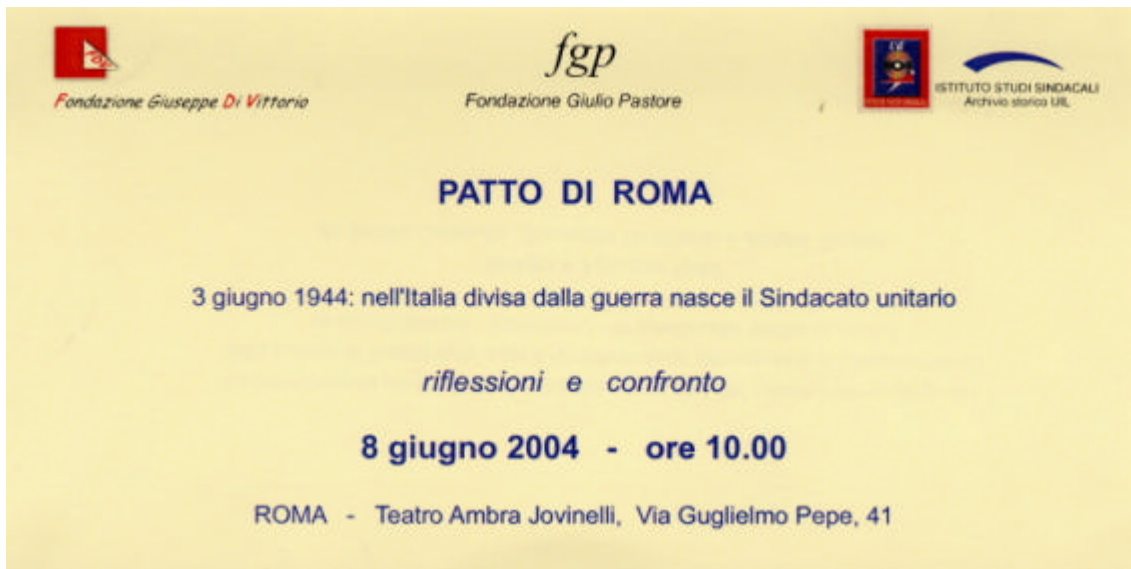 Fondazione Giuseppe Di Vittorio
fgp
Fondazione Giulio Pastore
ISTITUTO STUDI SINDACALI
Archivio storico UIL
PATTO DI ROMA
3 giugno 1944: nell'Italia divisa dalla guerra nasce il Sindacato unitario
riflessioni e confronto
8 giugno 2004 - ore 10.00
ROMA - Teatro Ambra Jovinelli, Via Guglielmo Pepe, 41